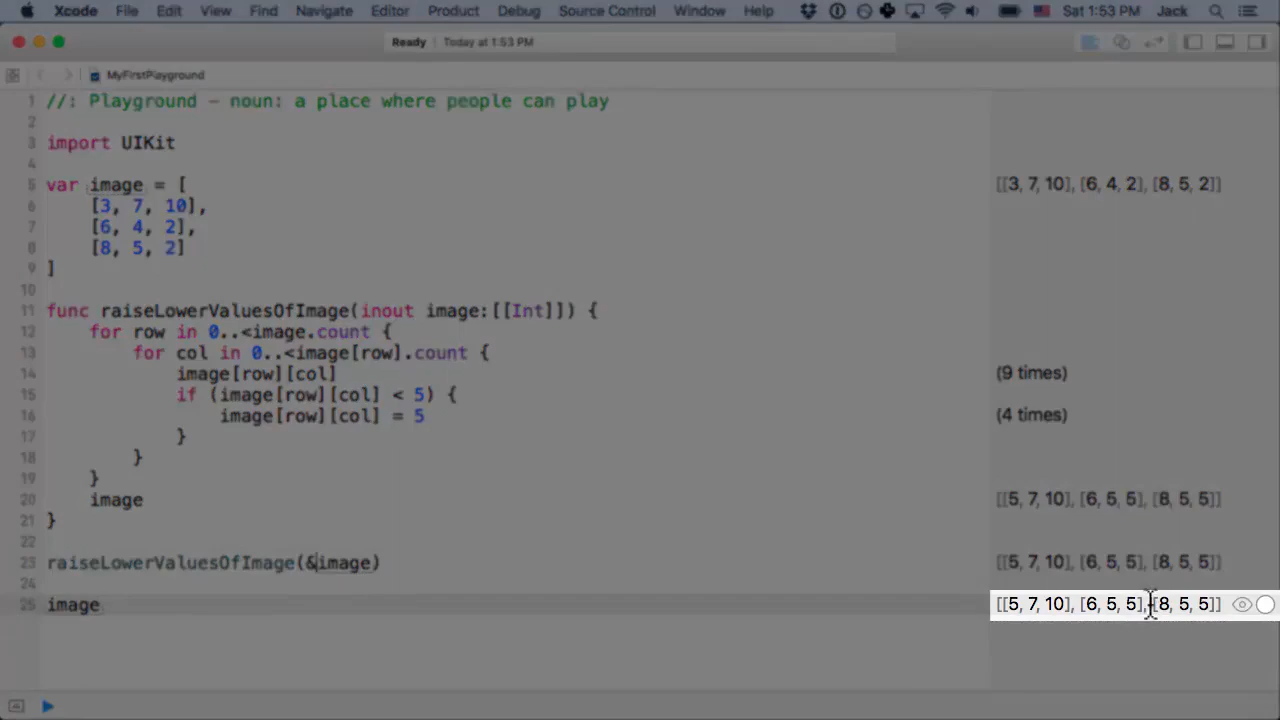 Xcode File Edit View Find Navigate Editor Product Debug Source Control Window Help Sat 1:53 PM Jack
Ready Today at 1:53 PM
MyFirstPlayground
1 //: Playground – noun: a place where people can play
2
3 import UIKit
4
5 var image = [ [[3, 7, 10], [6, 4, 2], [8, 5, 2]]
6 [3, 7, 10],
7 [6, 4, 2],
8 [8, 5, 2]
9 ]
10
11 func raiseLowerValuesOfImage(inout image:[[Int]]) {
12 for row in 0..<image.count {
13 for col in 0..<image[row].count {
14 image[row][col] (9 times)
15 if (image[row][col] < 5) {
16 image[row][col] = 5 (4 times)
17 }
18 }
19 }
20 image [[5, 7, 10], [6, 5, 5], [8, 5, 5]]
21 }
22
23 raiseLowerValuesOfImage(&image) [[5, 7, 10], [6, 5, 5], [8, 5, 5]]
24
25 image [[5, 7, 10], [6, 5, 5], [8, 5, 5]]